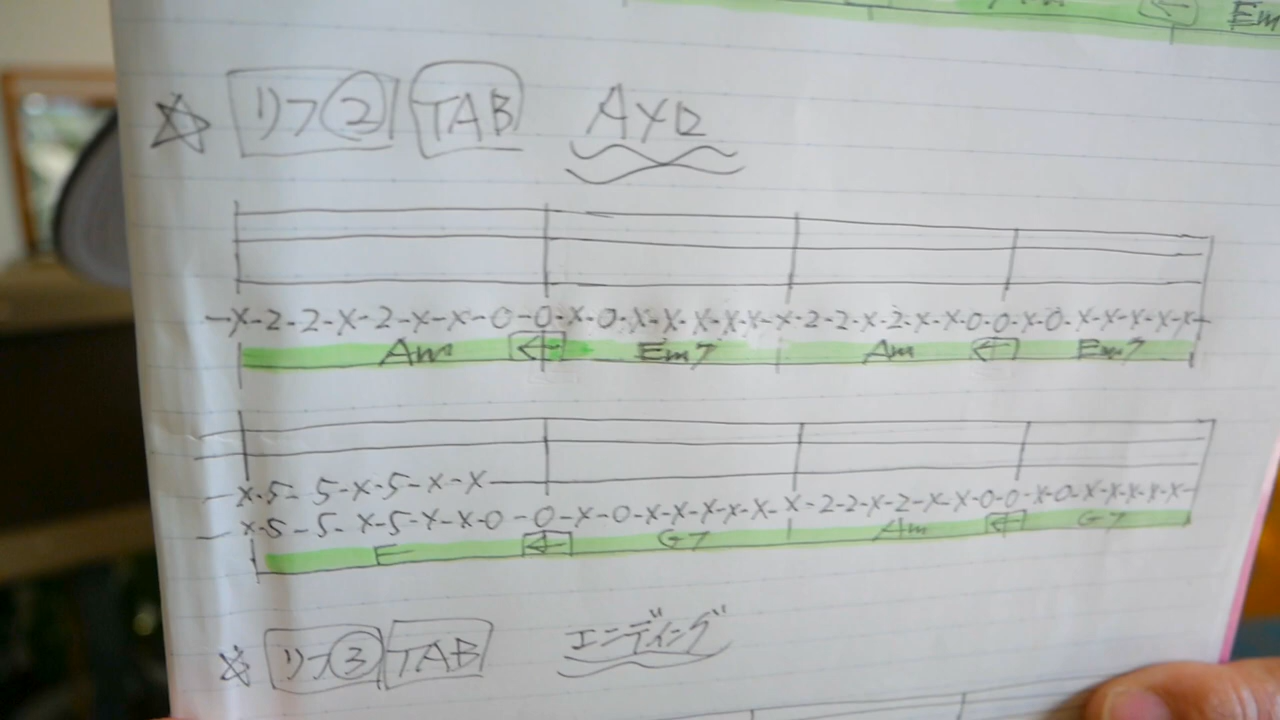 ← Em
☆ リフ② TAB Aメロ
-X-2-2-X-2-X-X-0-0-X-0-X-X-X-X-X-X-2-2-X-2-X-X-0-0-X-0-X-X-X-X-X-
Am ← Em7 Am ← Em7
-X-5-5-X-5-X-X-
-X-5-5-X-5-X-X-0-0-X-0-X-X-X-X-X-X-2-2-X-2-X-X-0-0-X-0-X-X-X-X-X-
F ← G7 Am ← G7
☆ リフ③ TAB エンディング